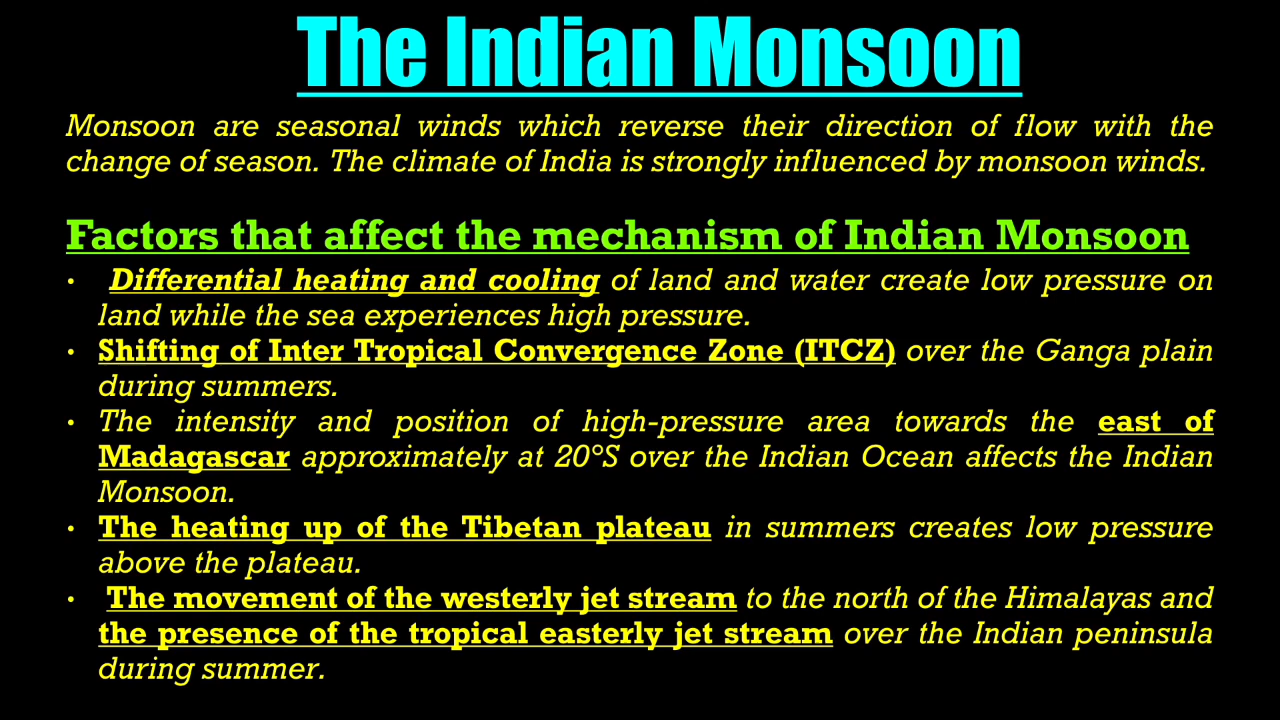 The Indian Monsoon
Monsoon are seasonal winds which reverse their direction of flow with the
change of season. The climate of India is strongly influenced by monsoon winds.
Factors that affect the mechanism of Indian Monsoon
• Differential heating and cooling of land and water create low pressure on
land while the sea experiences high pressure.
• Shifting of Inter Tropical Convergence Zone (ITCZ) over the Ganga plain
during summers.
• The intensity and position of high-pressure area towards the east of
Madagascar approximately at 20°S over the Indian Ocean affects the Indian
Monsoon.
• The heating up of the Tibetan plateau in summers creates low pressure
above the plateau.
• The movement of the westerly jet stream to the north of the Himalayas and
the presence of the tropical easterly jet stream over the Indian peninsula
during summer.